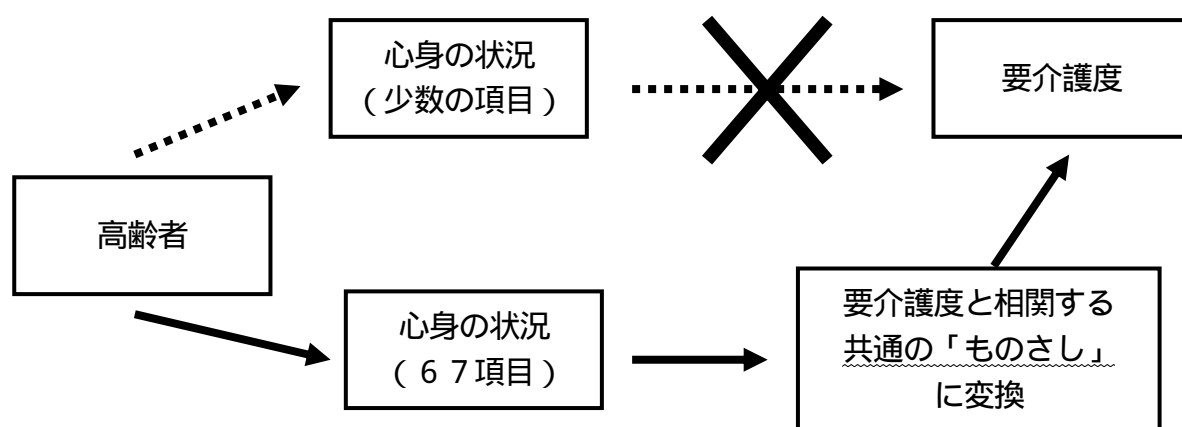 心身の状況
(少数の項目)
要介護度
高齢者
心身の状況
(67項目)
要介護度と相関する
共通の「ものさし」
に変換